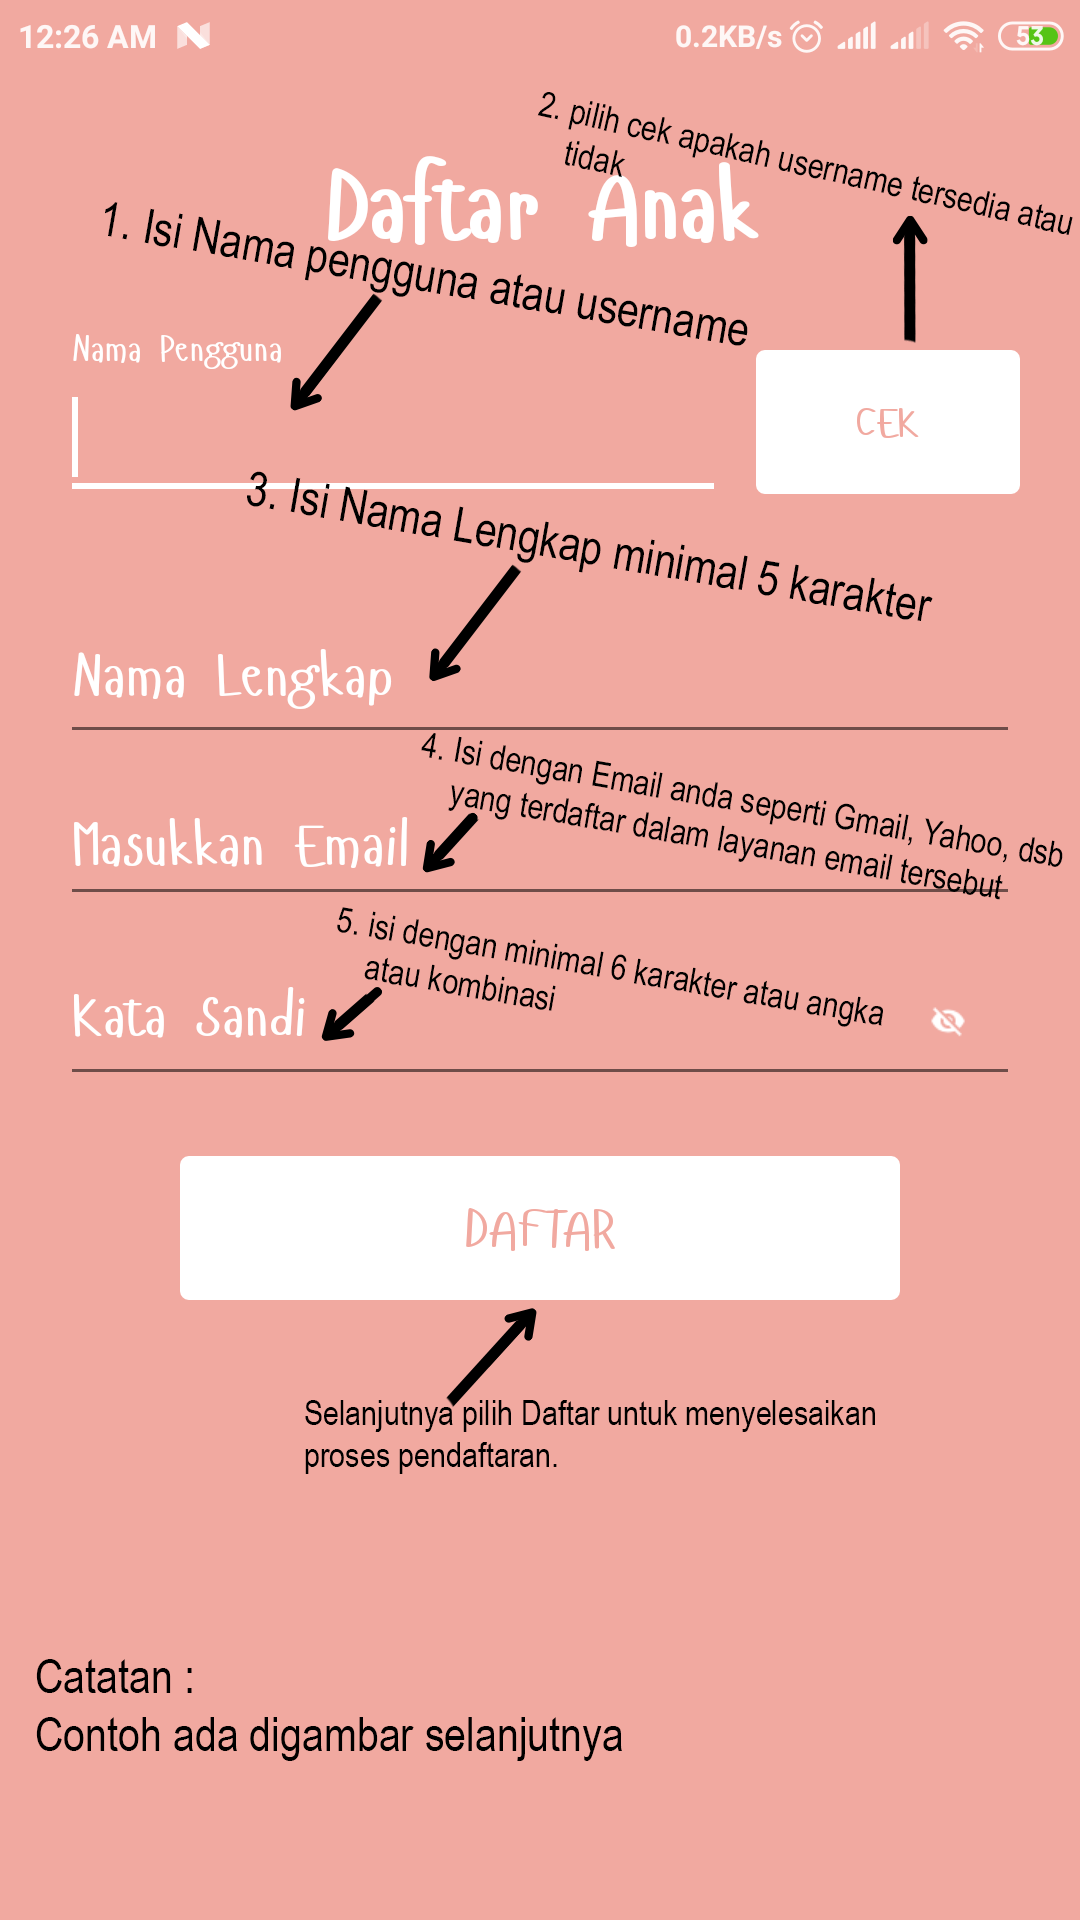 12:26 AM
0.2KB/s
53
2. pilih cek apakah username tersedia atau
tidak
Daftar Anak
1. Isi Nama pengguna atau username
Nama Pengguna
CEK
3. Isi Nama Lengkap minimal 5 karakter
Nama Lengkap
4. Isi dengan Email anda seperti Gmail, Yahoo, dsb
yang terdaftar dalam layanan email tersebut
Masukkan Email
5. isi dengan minimal 6 karakter atau angka
atau kombinasi
Kata Sandi
DAFTAR
Selanjutnya pilih Daftar untuk menyelesaikan
proses pendaftaran.
Catatan :
Contoh ada digambar selanjutnya